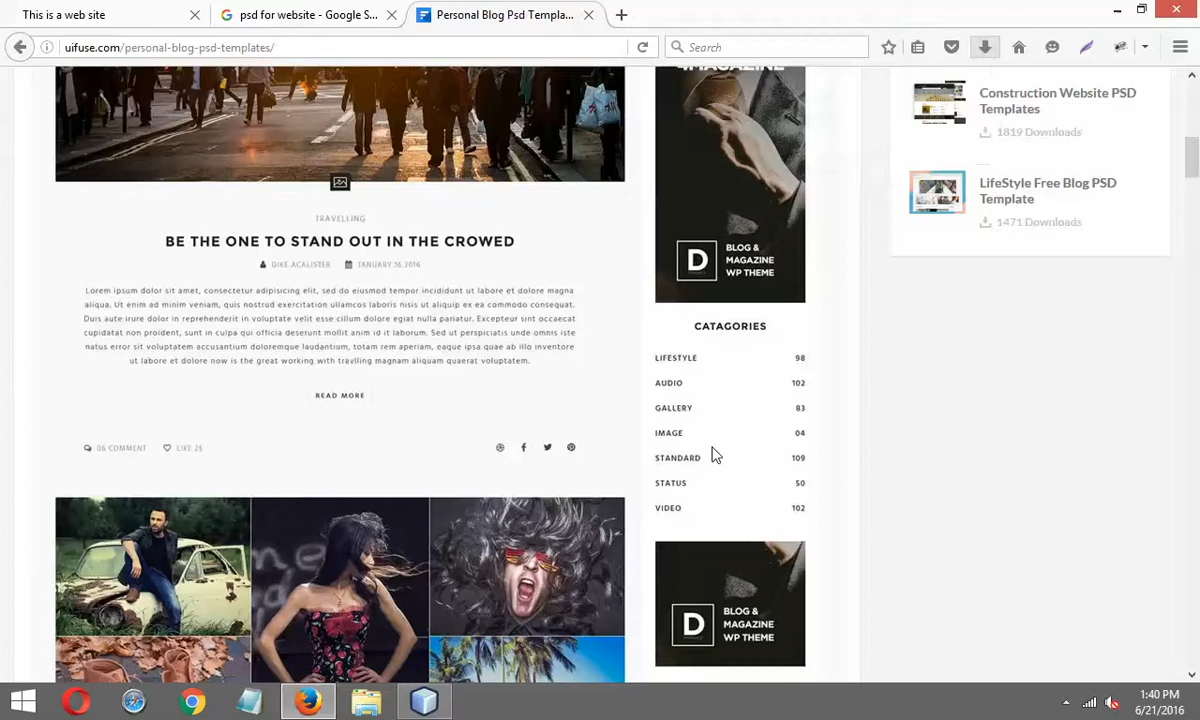 This is a web site
psd for website - Google S...
Personal Blog Psd Templa...
uifuse.com/personal-blog-psd-templates/
Search
4MAGAZINE
BLOG &
MAGAZINE
WP THEME
D
TRAVELLING
BE THE ONE TO STAND OUT IN THE CROWED
DIKE.ACALISTER JANUARY 16,2016
Lorem ipsum dolor sit amet, consectetur adipisicing elit, sed do eiusmod tempor incididunt ut labore et dolore magna
aliqua. Ut enim ad minim veniam, quis nostrud exercitation ullamcos laboris nisis ut aliquip ex ea commodo consequat.
Duis aute irure dolor in reprehenderit in voluptate velit esse cillum dolore eglat nulla pariatur. Excepteur sint occaecat
cupidatat non proident, sunt in culpa qui officia deserunt mollit anim id it laborum. Sed ut perspiciatis unde omnis iste
natus error sit voluptatem accusantium doloremque laudantium, totam rem aperiam, eaque ipsa quae ab illo inventore
ut labore et dolore now is the great working with travlling magnam aliquam quaerat voluptatem.
READ MORE
06 COMMENT LIKE 25
CATAGORIES
LIFESTYLE 98
AUDIO 102
GALLERY 83
IMAGE 04
STANDARD 109
STATUS 50
VIDEO 102
D
BLOG &
MAGAZINE
WP THEME
Construction Website PSD
Templates
1819 Downloads
LifeStyle Free Blog PSD
Template
1471 Downloads
1:40 PM
6/21/2016